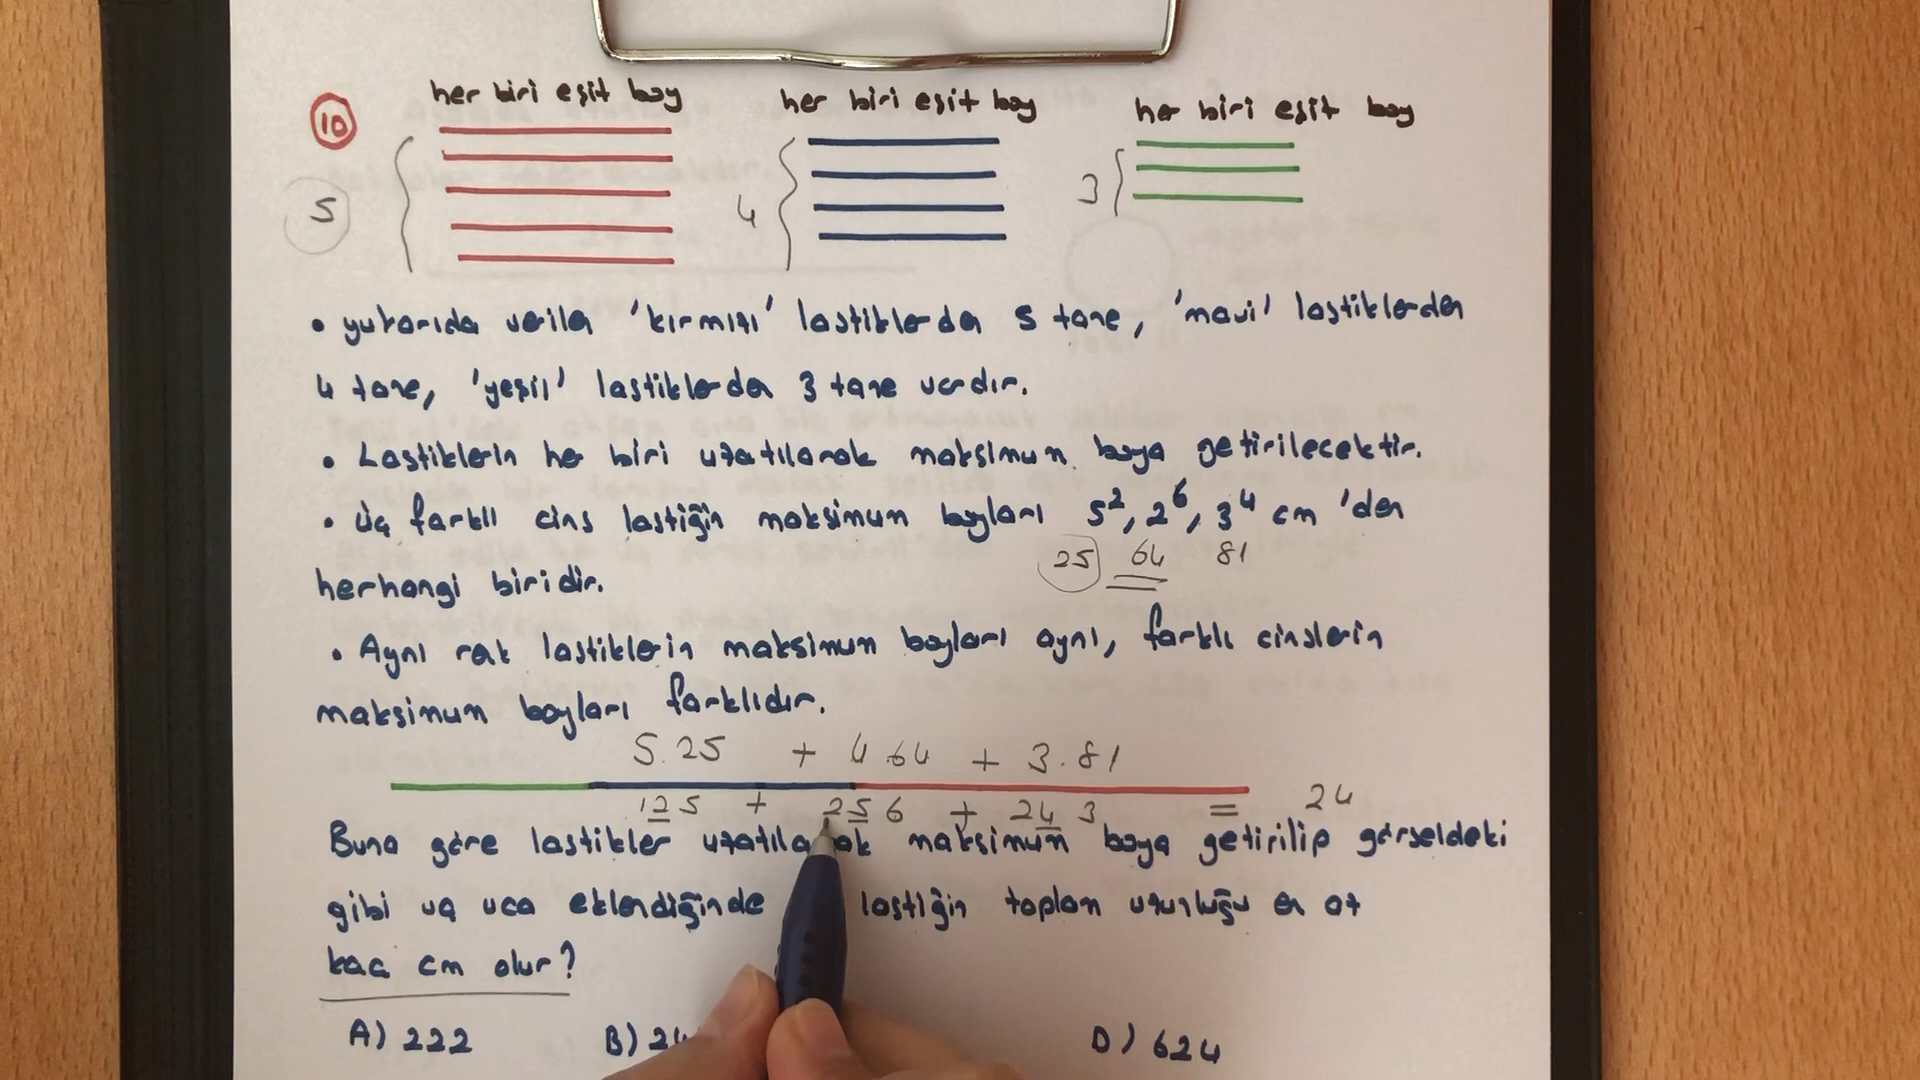 her biri eşit boy her biri eşit boy her biri eşit boy
10
5 4 3
• yukarıda verilen 'kırmızı' lastiklerden 5 tane, 'mavi' lastiklerden
4 tane, 'yeşil' lastiklerden 3 tane vardır.
• Lastiklerin her biri uzatılarak maksimum boya getirilecektir.
• Üç farklı cins lastiğin maksimum boyları 5², 2⁶, 3⁴ cm 'den
25 64 81
herhangi biridir.
• Aynı renk lastiklerin maksimum boyları aynı, farklı cinslerin
maksimum boyları farklıdır.
5.25 + 4.64 + 3.81
125 + 256 + 243 = 24
Buna göre lastikler uzatılarak maksimum boya getirilip görseldeki
gibi uç uca eklendiğinde lastiğin toplam uzunluğu en az
kaç cm olur?
A) 222 B) 2 D) 624